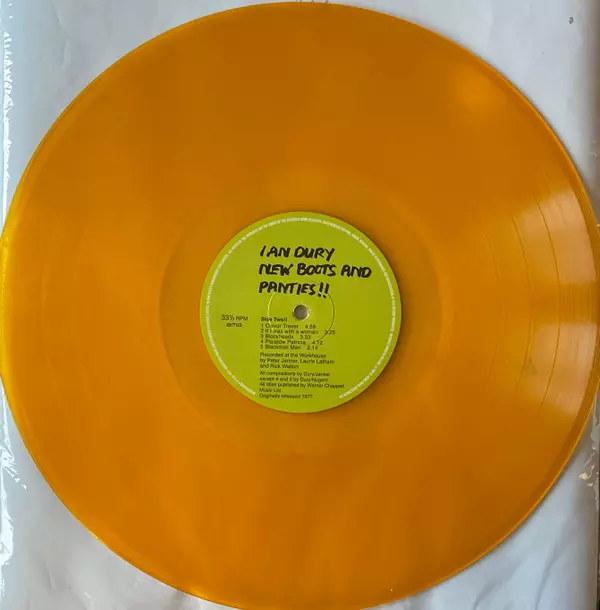 IAN DURY
NEW BOOTS AND
PANTIES!!
33⅓ RPM
Side Two!!
1 Clevor Trever 4.50
2 If I was with a woman 3.25
3 Blockheads 3.33
4 Plaistow Patricia 4.12
5 Blackmail Man 2.14
Recorded at the Workhouse
by Peter Jenner, Laurie Latham
and Rick Walton
All compositions by Dury/Jankel
except 4 and 5 by Dury/Nugent
All titles published by Warner Chappell
Music Ltd.
Originally released 1977